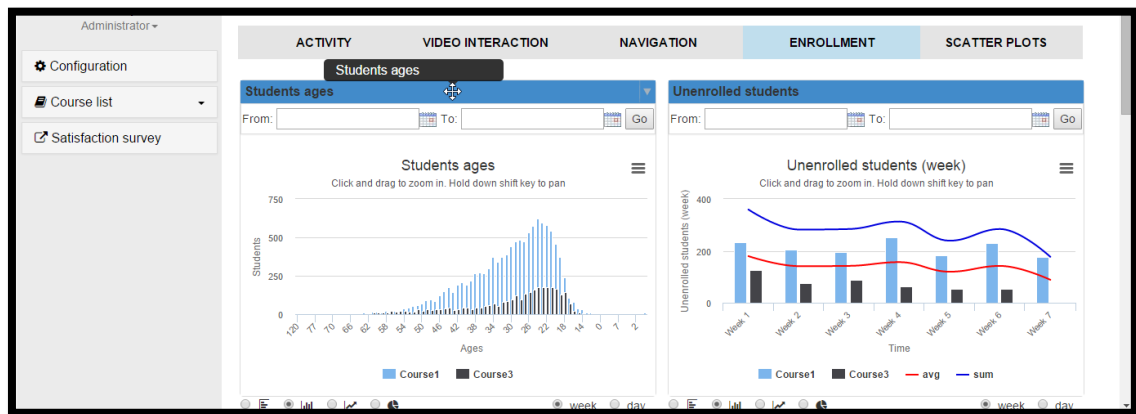 Administrator
Configuration
Course list
Satisfaction survey
ACTIVITY VIDEO INTERACTION NAVIGATION ENROLLMENT SCATTER PLOTS
Students ages
Students ages
From: To: Go
Students ages
Click and drag to zoom in. Hold down shift key to pan
Students
750
500
250
0
120 77 70 66 62 58 54 50 46 42 38 34 30 26 22 18 14 0 7 2
Ages
Course1 Course3
week day
Unenrolled students
From: To: Go
Unenrolled students (week)
Click and drag to zoom in. Hold down shift key to pan
Unenrolled students (week)
400
200
0
Week 1 Week 2 Week 3 Week 4 Week 5 Week 6 Week 7
Time
Course1 Course3 avg sum
week day